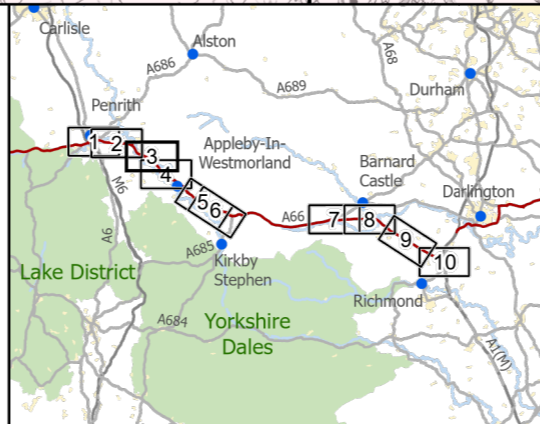 Carlisle
Alston
A68
A686
A689
Durham
Penrith
Appleby-In-
Westmorland
Barnard
Castle
Darlington
1
2
3
4
5
6
7
8
9
10
M6
A6
A66
A685
Kirkby
Stephen
Lake District
Richmond
A684
Yorkshire
Dales
A1(M)